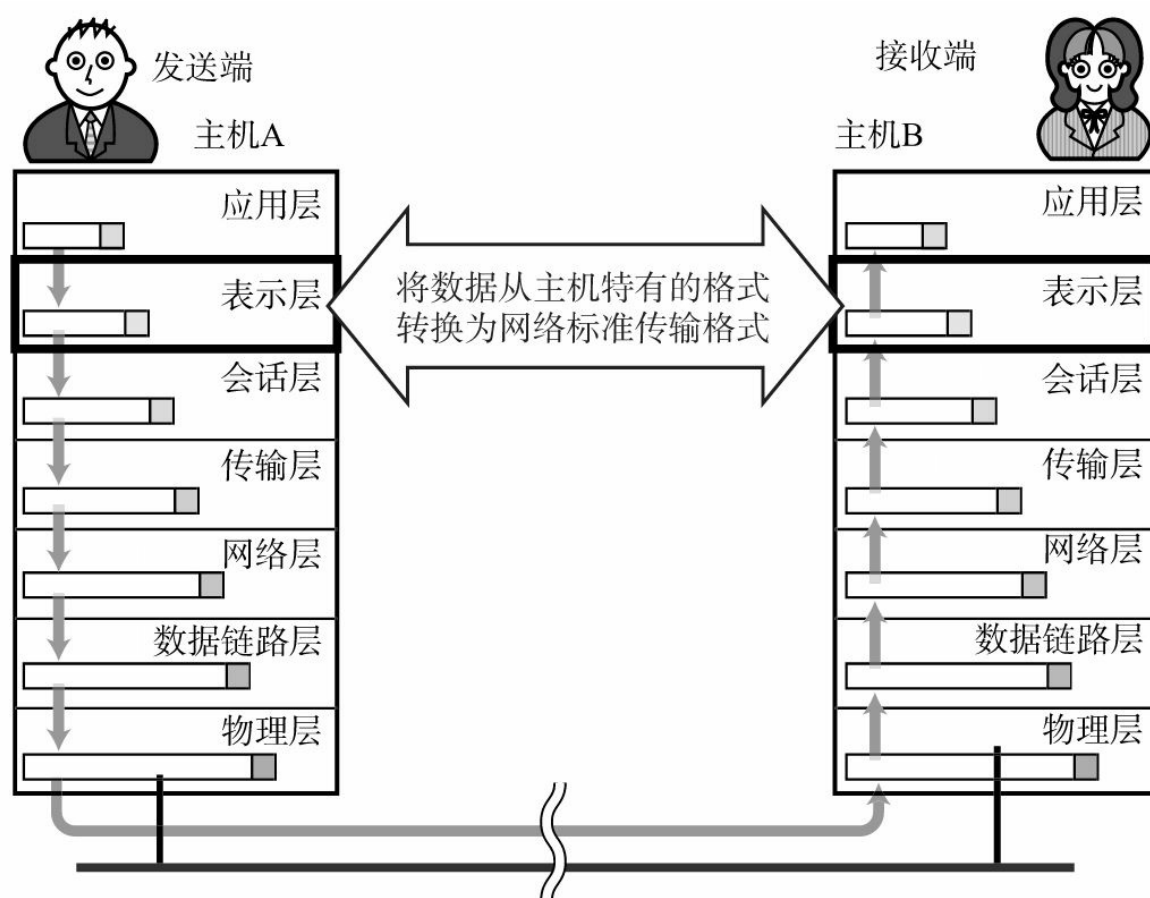 发送端
接收端
主机A
主机B
应用层
应用层
将数据从主机特有的格式
转换为网络标准传输格式
表示层
表示层
会话层
会话层
传输层
传输层
网络层
网络层
数据链路层
数据链路层
物理层
物理层